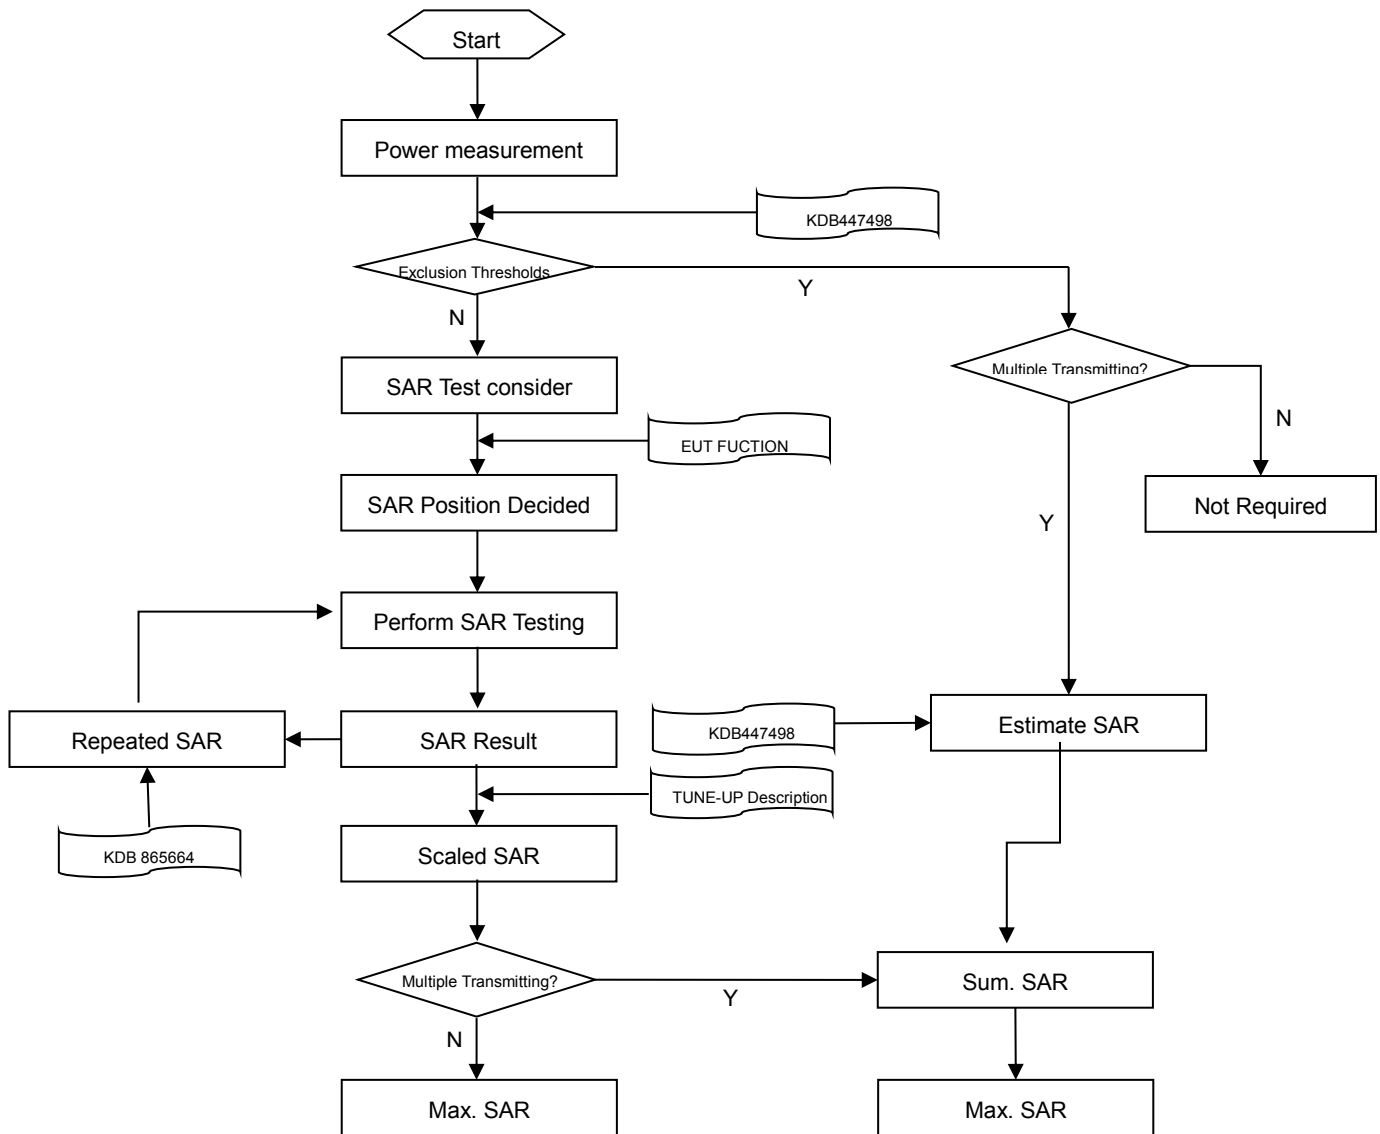 Start
Power measurement
KDB447498
Exclusion Thresholds
Y
N
SAR Test consider
Multiple Transmitting?
N
EUT FUCTION
SAR Position Decided
Not Required
Y
Perform SAR Testing
Repeated SAR
SAR Result
KDB447498
Estimate SAR
TUNE-UP Description
KDB 865664
Scaled SAR
Multiple Transmitting?
Y
Sum. SAR
N
Max. SAR
Max. SAR